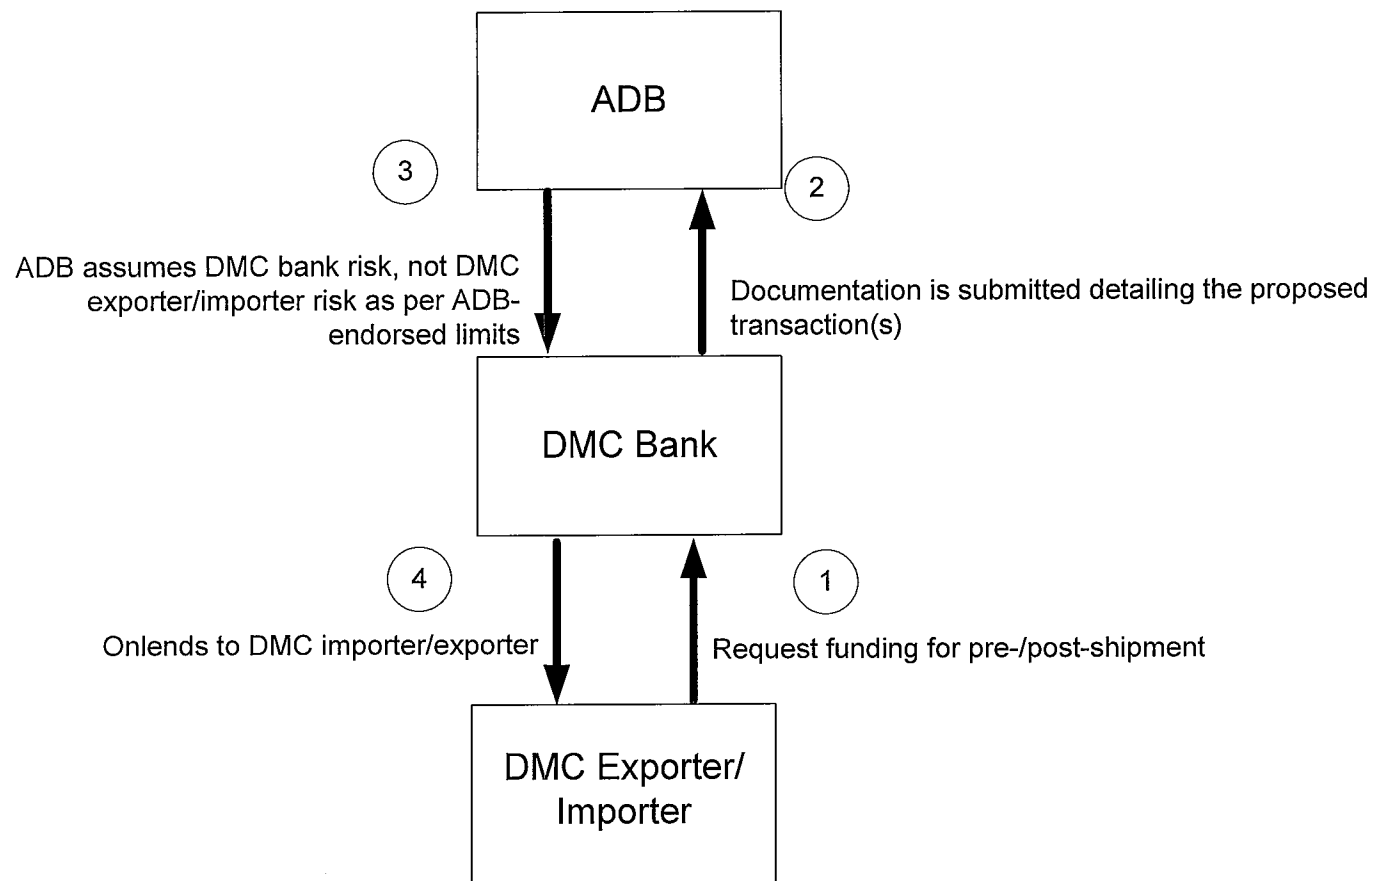 ADB
3
2
ADB assumes DMC bank risk, not DMC
exporter/importer risk as per ADB-
endorsed limits
Documentation is submitted detailing the proposed
transaction(s)
DMC Bank
4
1
Onlends to DMC importer/exporter
Request funding for pre-/post-shipment
DMC Exporter/
Importer